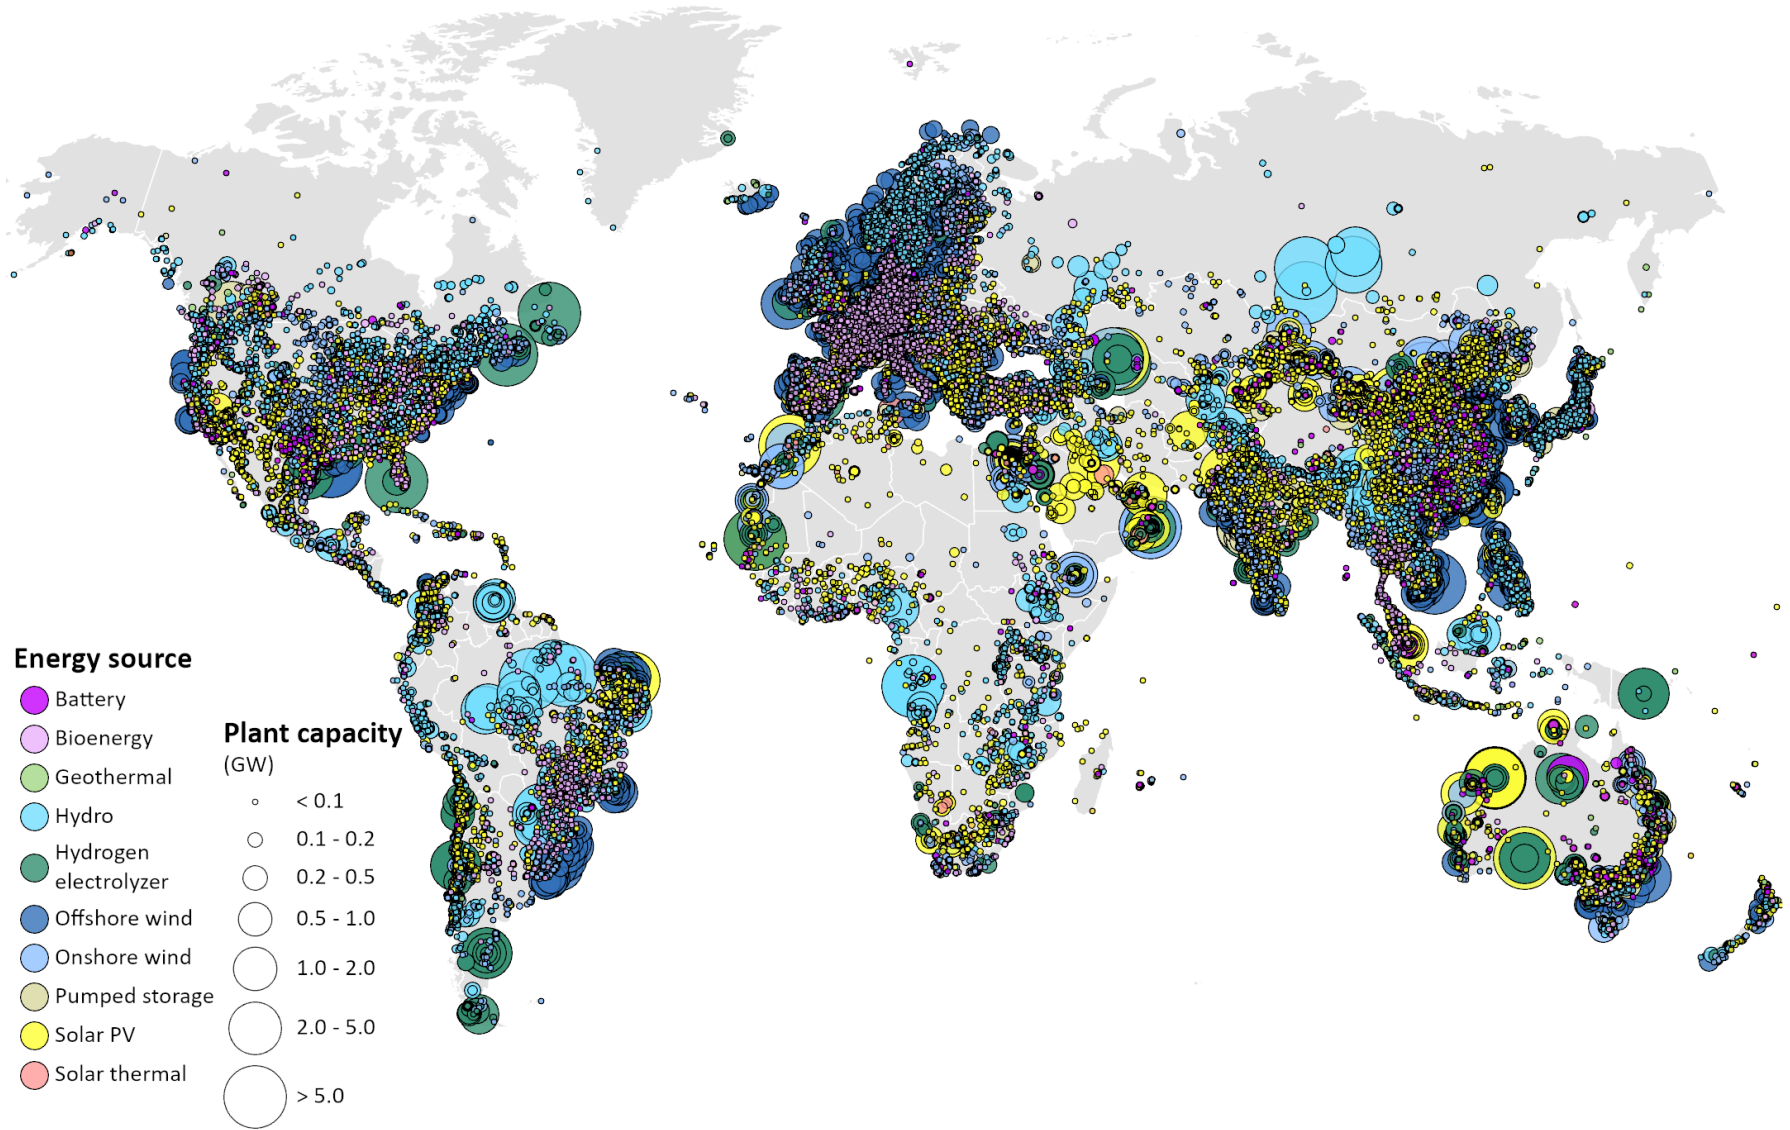 Energy source
Battery
Bioenergy
Geothermal
Hydro
Hydrogen
electrolyzer
Offshore wind
Onshore wind
Pumped storage
Solar PV
Solar thermal
Plant capacity
(GW)
< 0.1
0.1 - 0.2
0.2 - 0.5
0.5 - 1.0
1.0 - 2.0
2.0 - 5.0
> 5.0